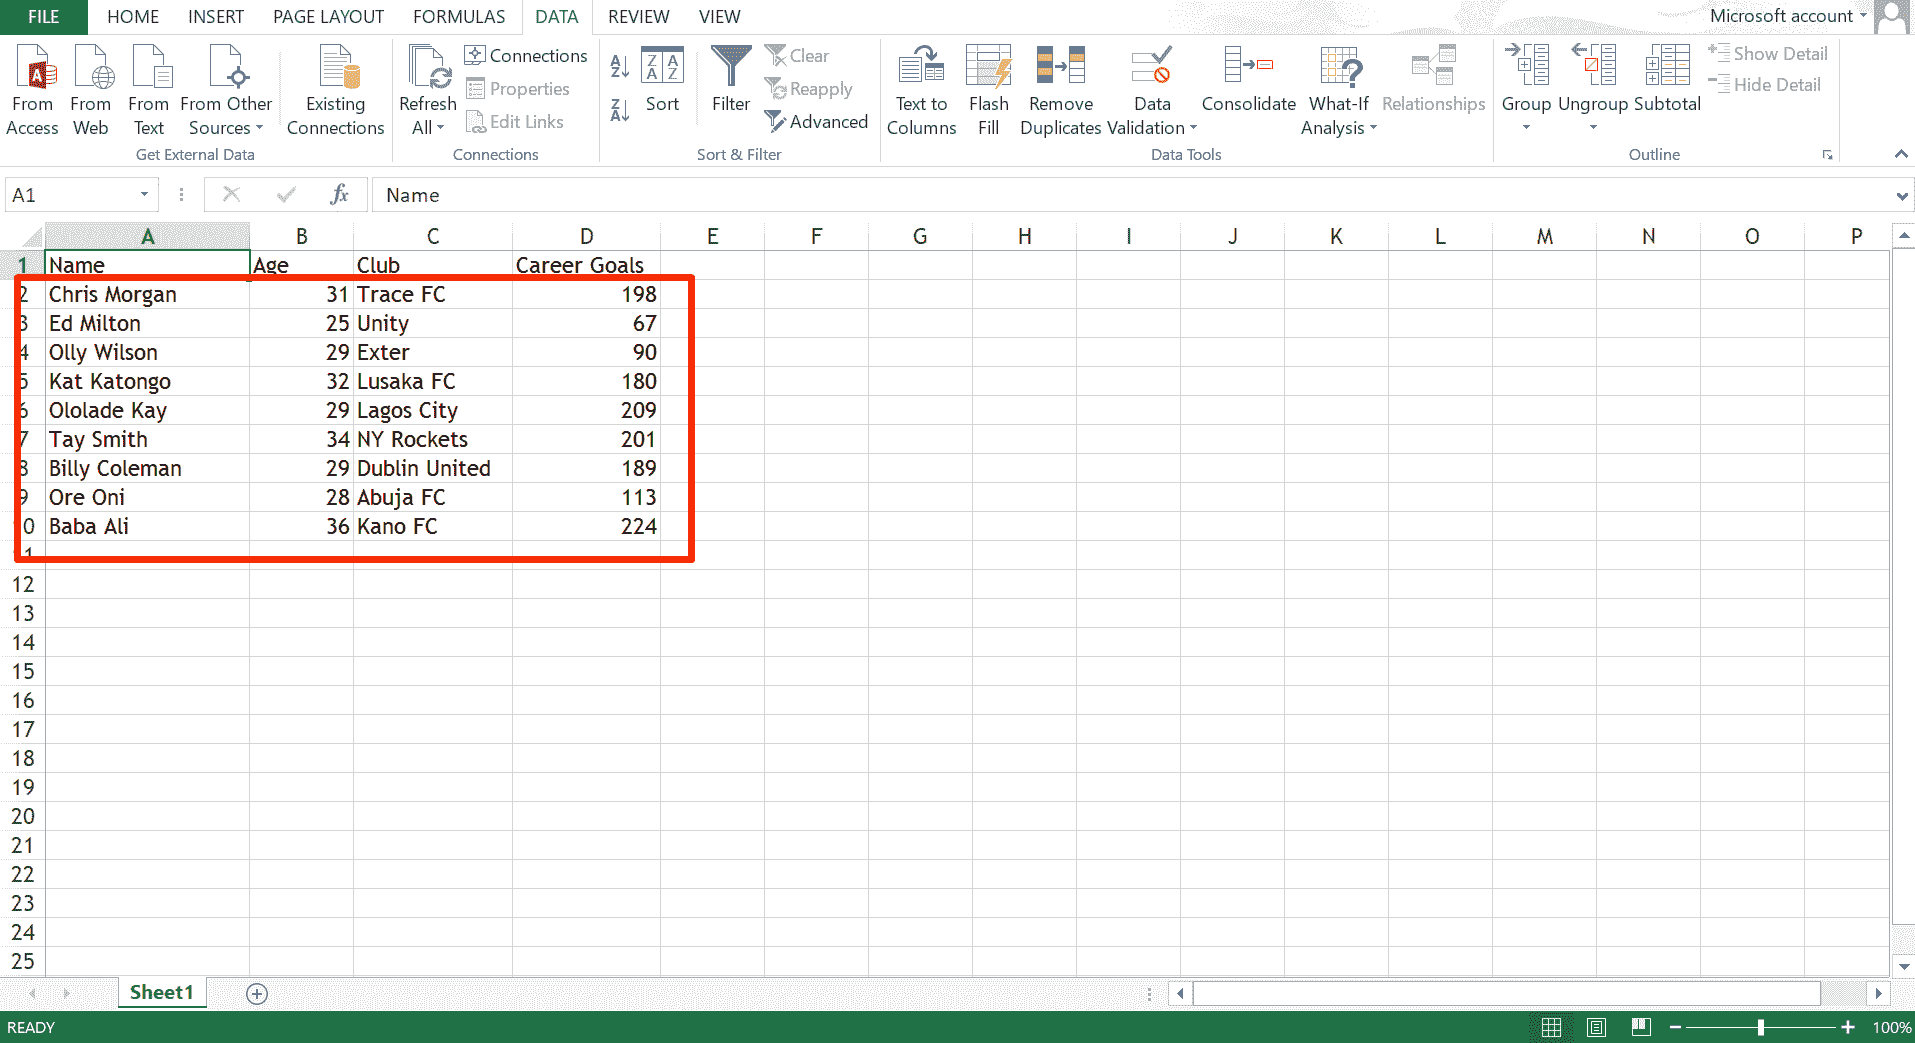 FILE HOME INSERT PAGE LAYOUT FORMULAS DATA REVIEW VIEW Microsoft account
From Access
From Web
From Text
From Other Sources
Existing Connections
Get External Data
Refresh All
Connections
Properties
Edit Links
Connections
Sort
Filter
Clear
Reapply
Advanced
Sort & Filter
Text to Columns
Flash Fill
Remove Duplicates
Data Validation
Consolidate
What-If Analysis
Relationships
Data Tools
Group
Ungroup
Subtotal
Show Detail
Hide Detail
Outline
A1 fx Name
A B C D E F G H I J K L M N O P
1 Name Age Club Career Goals
2 Chris Morgan 31 Trace FC 198
3 Ed Milton 25 Unity 67
4 Olly Wilson 29 Exter 90
5 Kat Katongo 32 Lusaka FC 180
6 Ololade Kay 29 Lagos City 209
7 Tay Smith 34 NY Rockets 201
8 Billy Coleman 29 Dublin United 189
9 Ore Oni 28 Abuja FC 113
10 Baba Ali 36 Kano FC 224
11
12
13
14
15
16
17
18
19
20
21
22
23
24
25
Sheet1
READY 100%